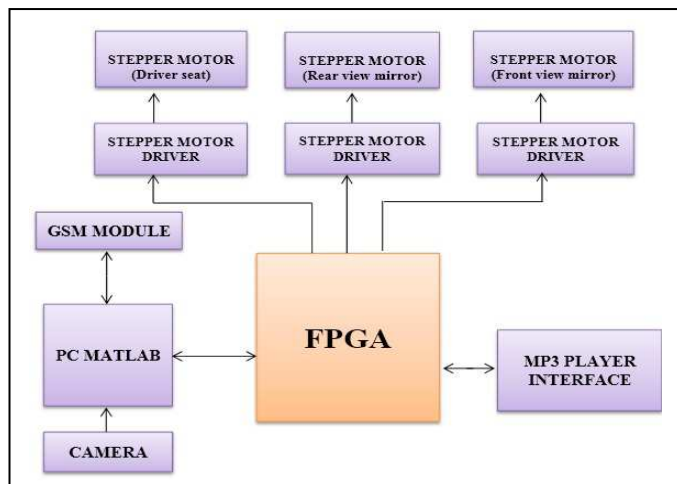 STEPPER MOTOR
(Driver seat)
STEPPER MOTOR
(Rear view mirror)
STEPPER MOTOR
(Front view mirror)
STEPPER MOTOR
DRIVER
STEPPER MOTOR
DRIVER
STEPPER MOTOR
DRIVER
GSM MODULE
PC MATLAB
FPGA
MP3 PLAYER
INTERFACE
CAMERA